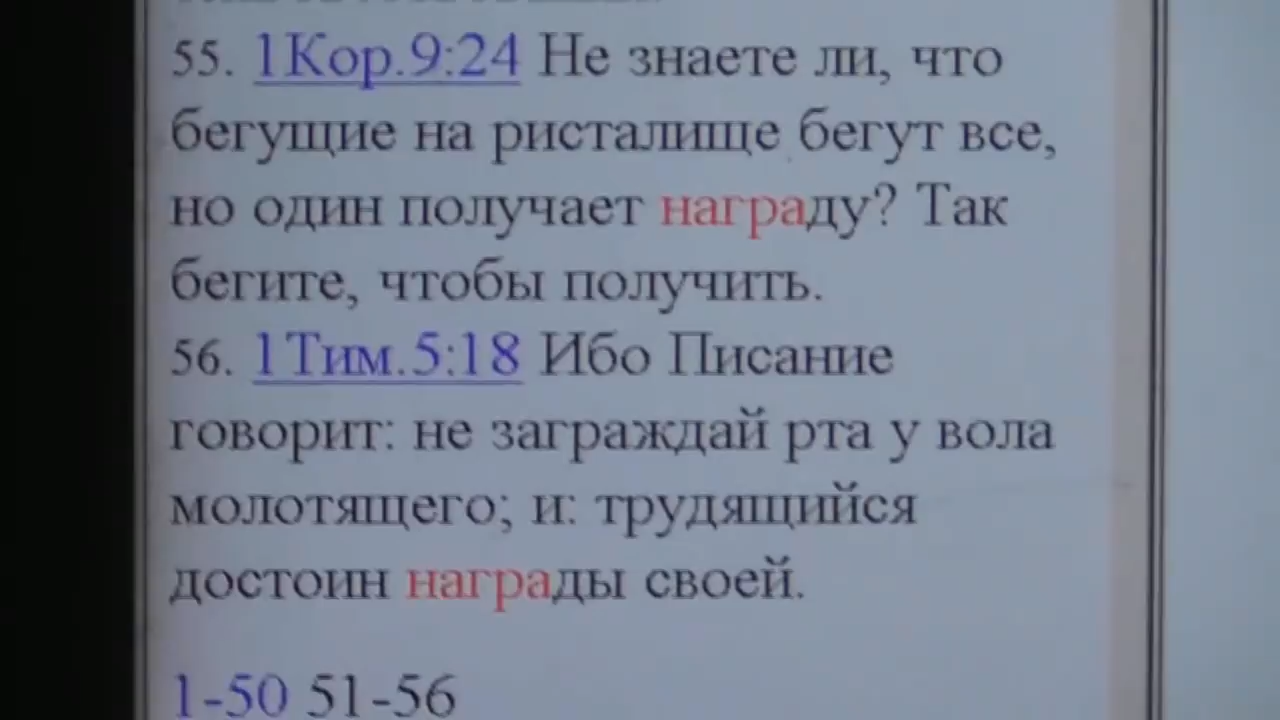 55. 1Кор.9:24 Не знаете ли, что
бегущие на ристалище бегут все,
но один получает награду? Так
бегите, чтобы получить.
56. 1Тим.5:18 Ибо Писание
говорит: не заграждай рта у вола
молотящего; и: трудящийся
достоин награды своей.
1-50 51-56